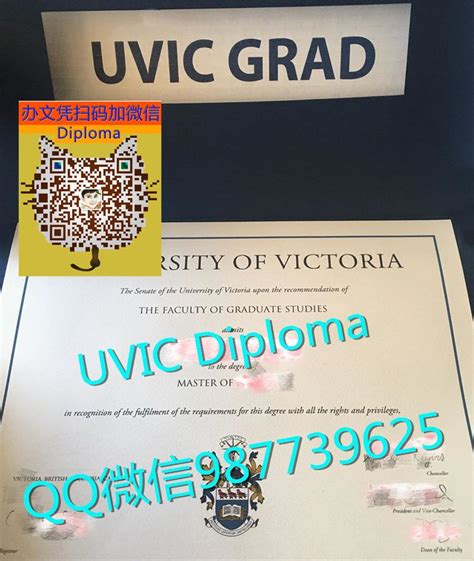 UVIC GRAD
办文凭扫码加微信
Diploma
RSITY OF VICTORIA
The Senate of the University of Victoria upon the recommendation of
THE FACULTY OF GRADUATE STUDIES
admits
UVIC Diploma
to the degree
MASTER OF
in recognition of the fulfilment of the requirements for this degree with all the rights and privileges,
QQ微信987739625
VICTORIA BRITISH
Chancellor
President and Vice-Chancellor
Registrar
Dean of the Faculty